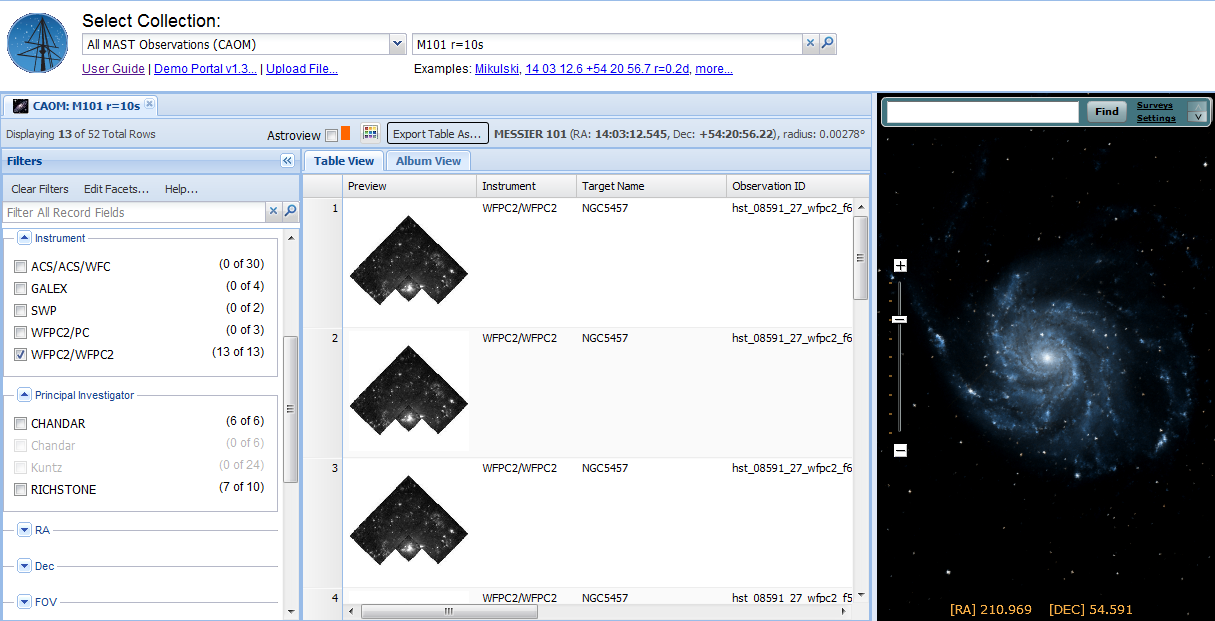 Select Collection:
All MAST Observations (CAOM)
M101 r=10s
User Guide | Demo Portal v1.3... | Upload File...
Examples: Mikulski, 14 03 12.6 +54 20 56.7 r=0.2d, more...
CAOM: M101 r=10s
Displaying 13 of 52 Total Rows
Astroview
Export Table As...
MESSIER 101 (RA: 14:03:12.545, Dec: +54:20:56.22), radius: 0.00278°
Filters
Clear Filters Edit Facets... Help...
Filter All Record Fields
Instrument
ACS/ACS/WFC (0 of 30)
GALEX (0 of 4)
SWP (0 of 2)
WFPC2/PC (0 of 3)
WFPC2/WFPC2 (13 of 13)
Principal Investigator
CHANDAR (6 of 6)
Chandar (0 of 6)
Kuntz (0 of 24)
RICHSTONE (7 of 10)
RA
Dec
FOV
Table View Album View
Preview Instrument Target Name Observation ID
1 WFPC2/WFPC2 NGC5457 hst_08591_27_wfpc2_f6
2 WFPC2/WFPC2 NGC5457 hst_08591_27_wfpc2_f6
3 WFPC2/WFPC2 NGC5457 hst_08591_27_wfpc2_f6
4 WFPC2/WFPC2 NGC5457 hst_08591_27_wfpc2_f5
Find
Surveys
Settings
[RA] 210.969 [DEC] 54.591